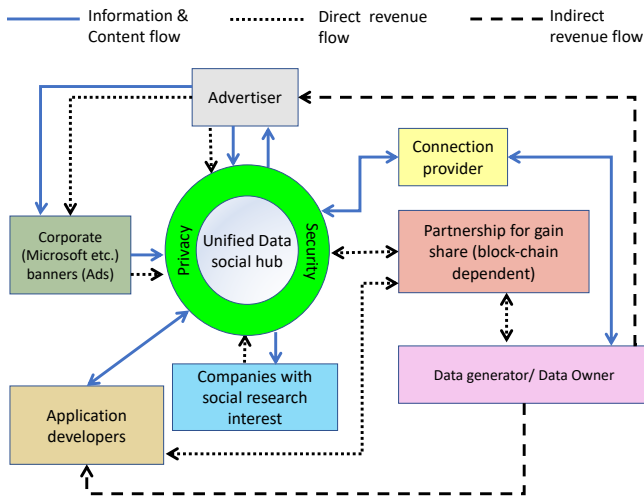 Information &
Content flow
Direct revenue
flow
Indirect
revenue flow
Advertiser
Connection
provider
Corporate
(Microsoft etc.)
banners (Ads)
Privacy
Unified Data
social hub
Security
Partnership for gain
share (block-chain
dependent)
Companies with
social research
interest
Data generator/ Data Owner
Application
developers